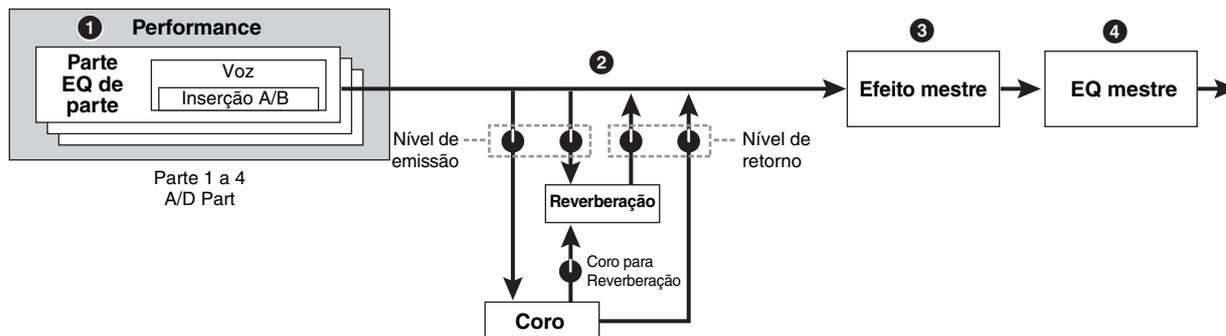 1 Performance
Parte
EQ de
parte
Voz
Inserção A/B
Parte 1 a 4
A/D Part
2
Nível de
emissão
Nível de
retorno
Reverberação
Coro para
Reverberação
Coro
3
Efeito mestre
4
EQ mestre